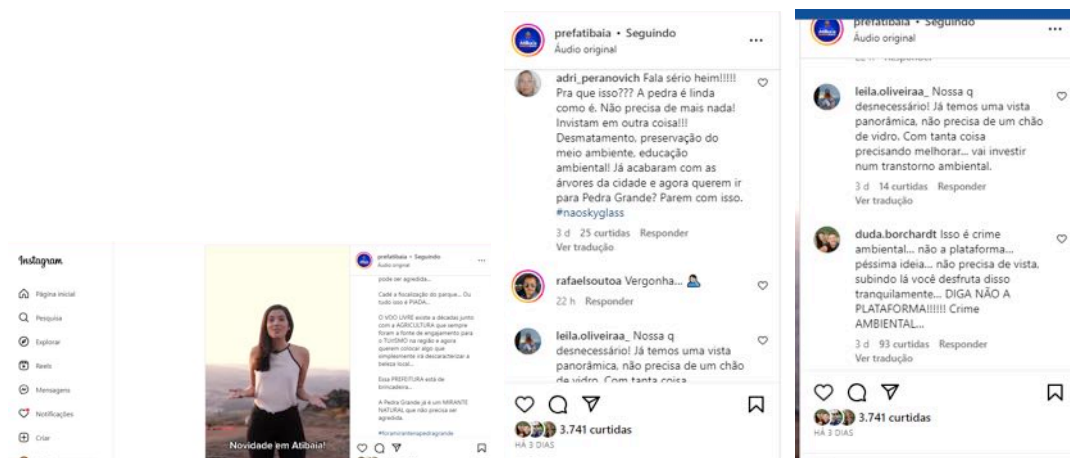 Instagram
Página inicial
Pesquisa
Explorar
Reels
Mensagens
Notificações
Criar
Novidade em Atibaia!
prefatibaia • Seguindo
Áudio original
pode ser agredida...
Cadê a fiscalização do parque... Ou
tudo isso é PIADA...
O VOO LIVRE existe a décadas junto
com a AGRICULTURA que sempre
foram a fonte de engajamento para
o TURISMO na região e agora
querem colocar algo que
simplesmente irá descaracterizar a
beleza local...
Essa PREFEITURA está de
brincadeira...
A Pedra Grande já é um MIRANTE
NATURAL que não precisa ser
agredida.
#foramirantenapedragrande
prefatibaia • Seguindo
Áudio original
adri_peranovich Fala sério heim!!!!!
Pra que isso??? A pedra é linda
como é. Não precisa de mais nada!
Invistam em outra coisa!!!
Desmatamento, preservação do
meio ambiente, educação
ambiental! Já acabaram com as
árvores da cidade e agora querem ir
para Pedra Grande? Parem com isso.
#naoskyglass
3 d 25 curtidas Responder
Ver tradução
rafaelsoutoa Vergonha...
22 h Responder
leila.oliveiraa_ Nossa q
desnecessário! Já temos uma vista
panorâmica, não precisa de um chão
de vidro. Com tanta coisa
3.741 curtidas
HÁ 3 DIAS
prefatibaia • Seguindo
Áudio original
22 h Responder
leila.oliveiraa_ Nossa q
desnecessário! Já temos uma vista
panorâmica, não precisa de um chão
de vidro. Com tanta coisa
precisando melhorar... vai investir
num transtorno ambiental.
3 d 14 curtidas Responder
Ver tradução
duda.borchardt Isso é crime
ambiental... não a plataforma...
péssima ideia... não precisa de vista,
subindo lá você desfruta disso
tranquilamente... DIGA NÃO A
PLATAFORMA!!!!!! Crime
AMBIENTAL...
3 d 93 curtidas Responder
Ver tradução
3.741 curtidas
HÁ 3 DIAS